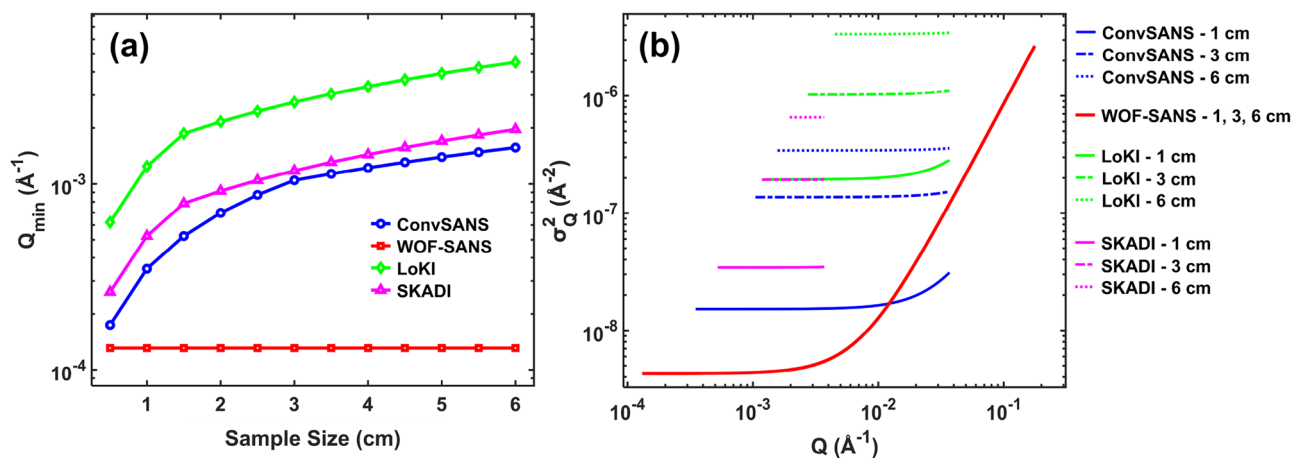 (a)
10⁻³
10⁻⁴
Q_min (Å⁻¹)
1 2 3 4 5 6
Sample Size (cm)
ConvSANS
WOF-SANS
LoKI
SKADI
(b)
10⁻⁶
10⁻⁷
10⁻⁸
σ²_Q (Å⁻²)
10⁻⁴ 10⁻³ 10⁻² 10⁻¹
Q (Å⁻¹)
ConvSANS - 1 cm
ConvSANS - 3 cm
ConvSANS - 6 cm
WOF-SANS - 1, 3, 6 cm
LoKI - 1 cm
LoKI - 3 cm
LoKI - 6 cm
SKADI - 1 cm
SKADI - 3 cm
SKADI - 6 cm